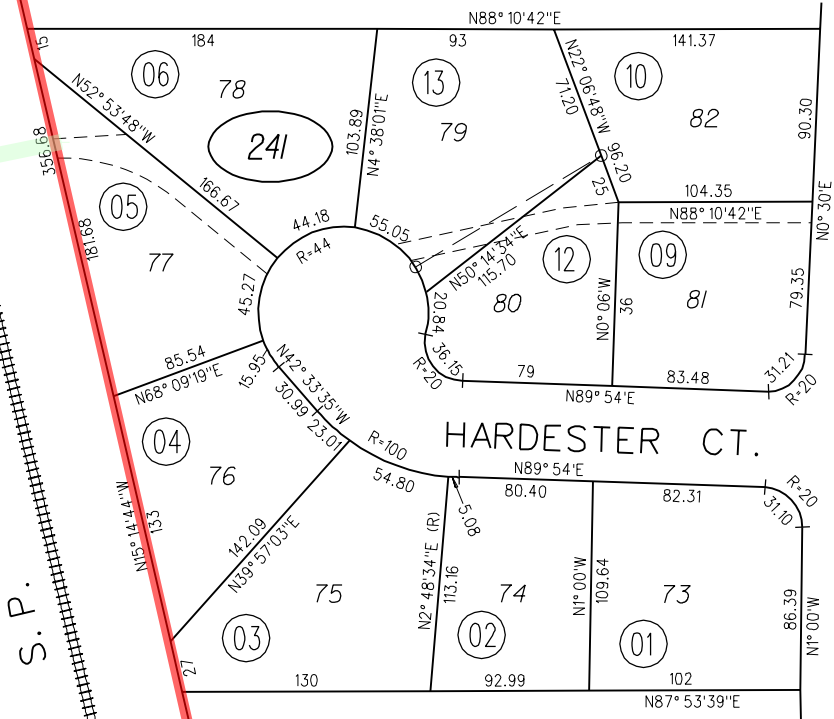 N88° 10'42"E
15
184
93
141.37
06
78
13
79
10
82
N52° 53'48"W
N22° 06'48"W
71.20
96.20
25
90.30
241
103.89
N4° 38'01"E
356.68
166.67
05
77
181.68
44.18
R=44
55.05
104.35
N88° 10'42"E
N0° 30'E
N50° 14'34"E
115.70
12
09
80
81
45.27
20.84
N0° 06'W
36
79.35
85.54
N68° 09'19"E
15.95
N42° 33'35"W
30.99
23.01
36.15
R=20
79
83.48
31.21
R=20
N89° 54'E
HARDESTER CT.
04
76
R=100
54.80
N89° 54'E
80.40
5.08
82.31
R=20
31.10
N15° 14'44"W
133
142.09
N39° 57'03"E
75
N2° 48'34"E (R)
113.16
74
N1° 00'W
109.64
73
86.39
N1° 00'W
S. P.
03
02
01
27
130
92.99
102
N87° 53'39"E